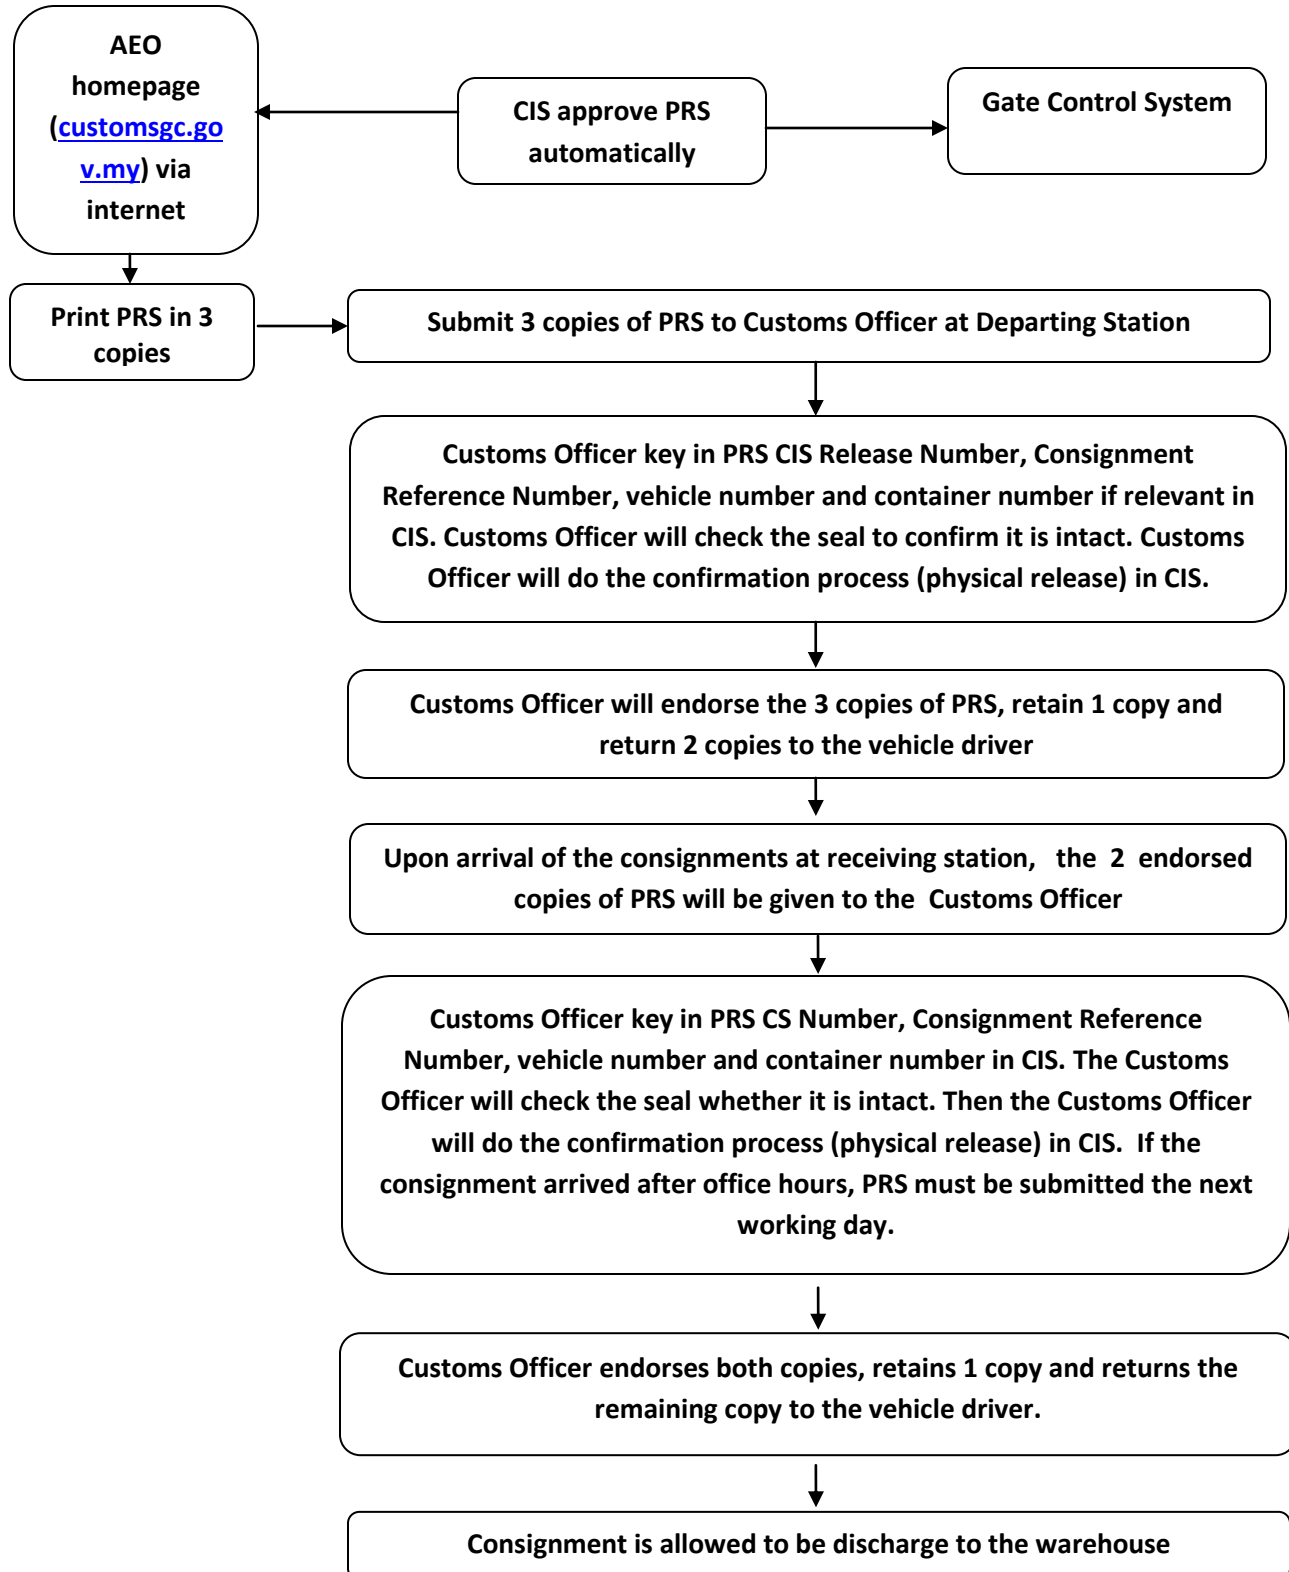 AEO
homepage
(customsgc.go
v.my) via
internet
CIS approve PRS
automatically
Gate Control System
Print PRS in 3
copies
Submit 3 copies of PRS to Customs Officer at Departing Station
Customs Officer key in PRS CIS Release Number, Consignment
Reference Number, vehicle number and container number if relevant in
CIS. Customs Officer will check the seal to confirm it is intact. Customs
Officer will do the confirmation process (physical release) in CIS.
Customs Officer will endorse the 3 copies of PRS, retain 1 copy and
return 2 copies to the vehicle driver
Upon arrival of the consignments at receiving station, the 2 endorsed
copies of PRS will be given to the Customs Officer
Customs Officer key in PRS CS Number, Consignment Reference
Number, vehicle number and container number in CIS. The Customs
Officer will check the seal whether it is intact. Then the Customs Officer
will do the confirmation process (physical release) in CIS. If the
consignment arrived after office hours, PRS must be submitted the next
working day.
Customs Officer endorses both copies, retains 1 copy and returns the
remaining copy to the vehicle driver.
Consignment is allowed to be discharge to the warehouse